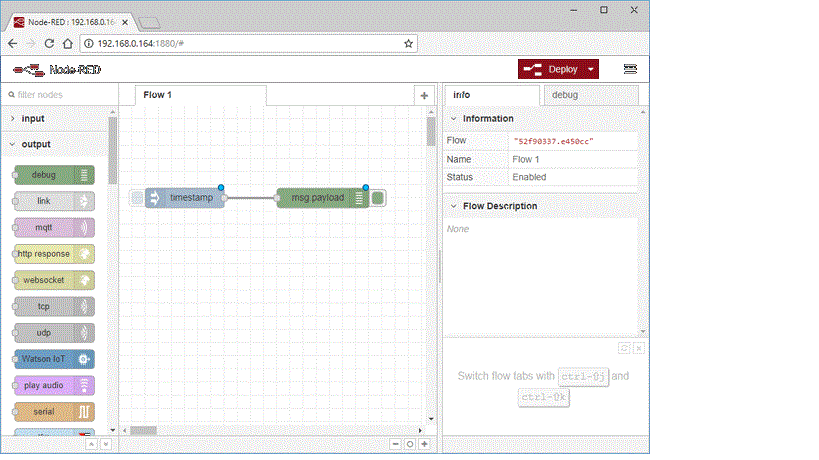 Node-RED : 192.168.0.164
192.168.0.164:1880/#
Node-RED
Deploy
filter nodes
Flow 1
info
debug
input
output
debug
link
mqtt
http response
websocket
tcp
udp
Watson IoT
play audio
serial
timestamp
msg.payload
Information
Flow "52f90337.e450cc"
Name Flow 1
Status Enabled
Flow Description
None
Switch flow tabs with ctrl-⇧j and
ctrl-⇧k